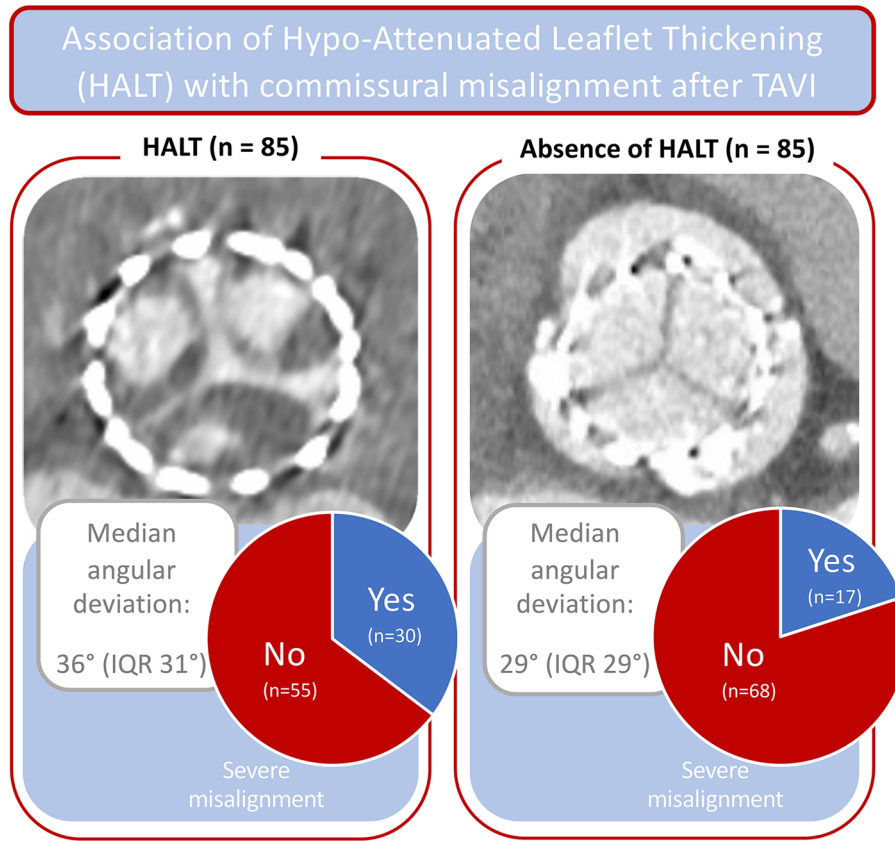 Association of Hypo-Attenuated Leaflet Thickening
(HALT) with commissural misalignment after TAVI
HALT (n = 85)
Median
angular
deviation:
36° (IQR 31°)
Yes
(n=30)
No
(n=55)
Severe
misalignment
Absence of HALT (n = 85)
Median
angular
deviation:
29° (IQR 29°)
Yes
(n=17)
No
(n=68)
Severe
misalignment